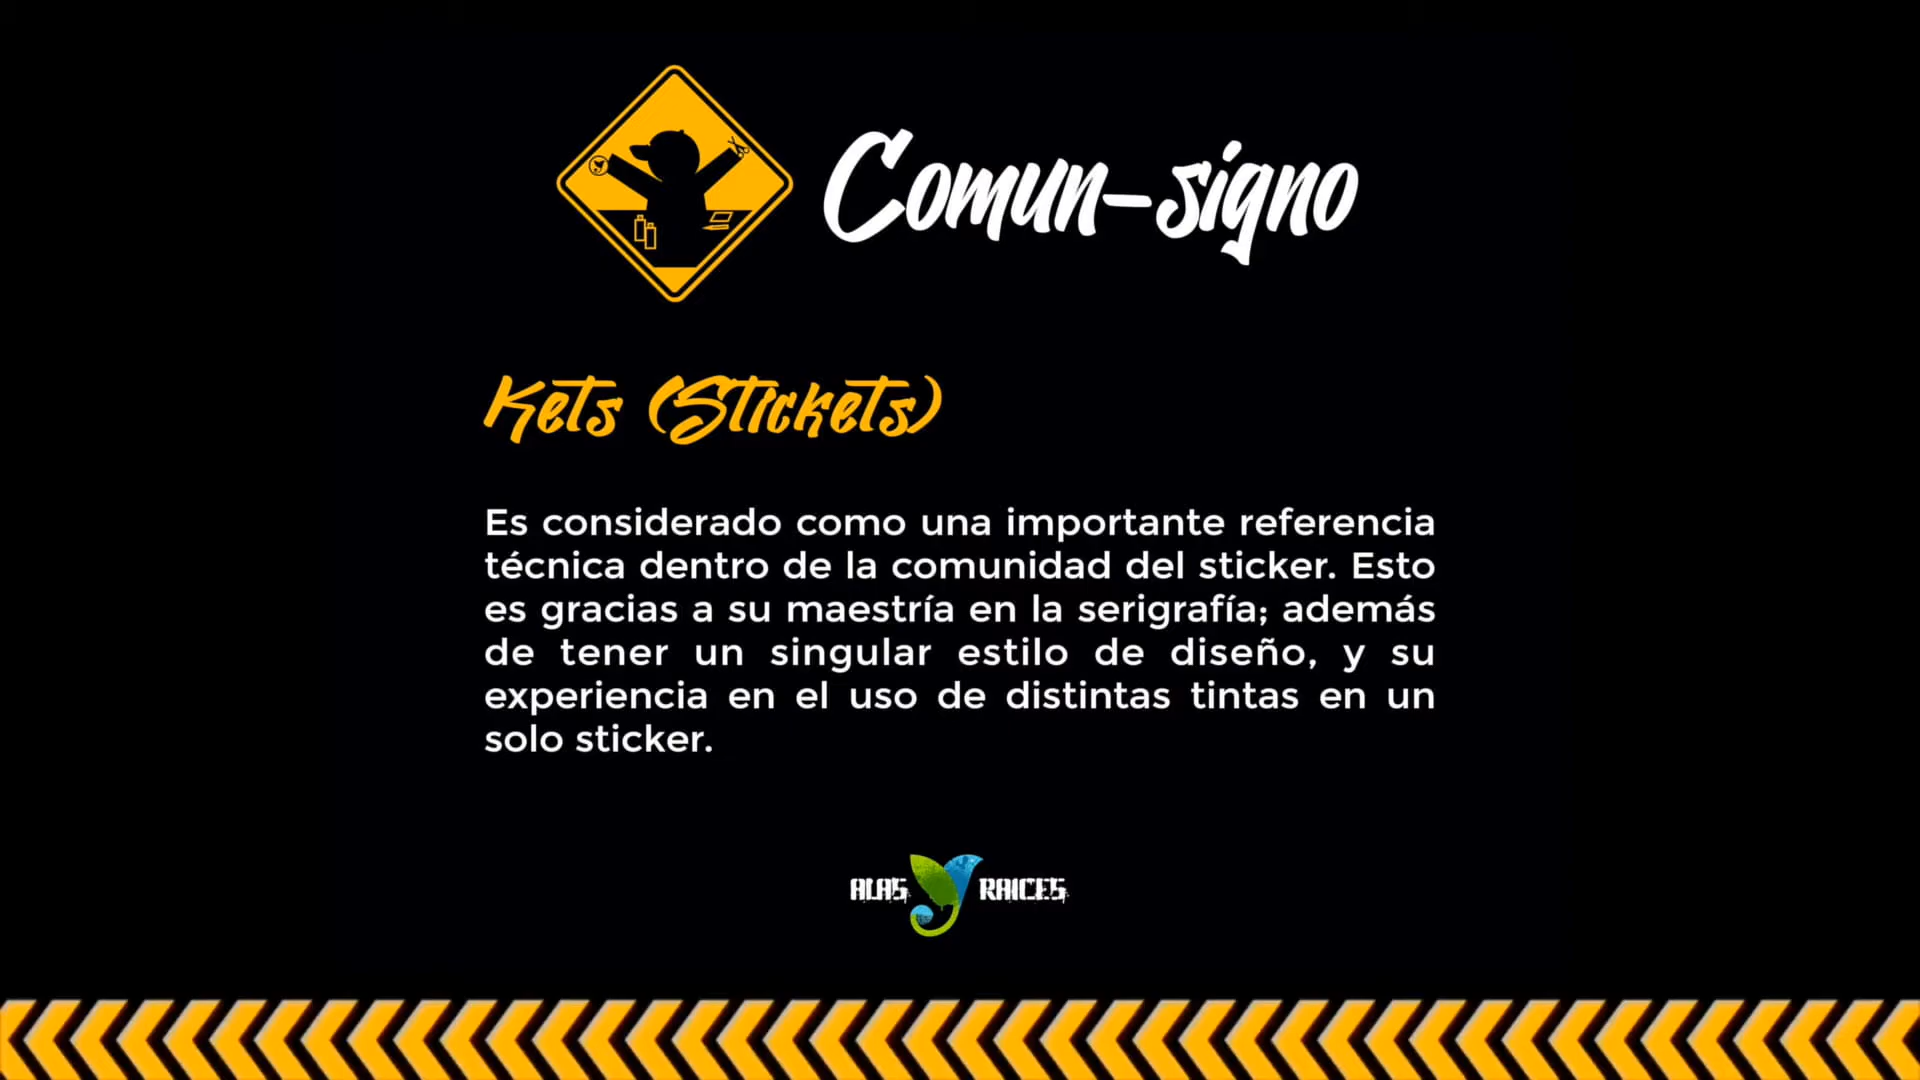 Comun-signo
Kets (Stickets)
Es considerado como una importante referencia
técnica dentro de la comunidad del sticker. Esto
es gracias a su maestría en la serigrafía; además
de tener un singular estilo de diseño, y su
experiencia en el uso de distintas tintas en un
solo sticker.
ALAS Y RAICES